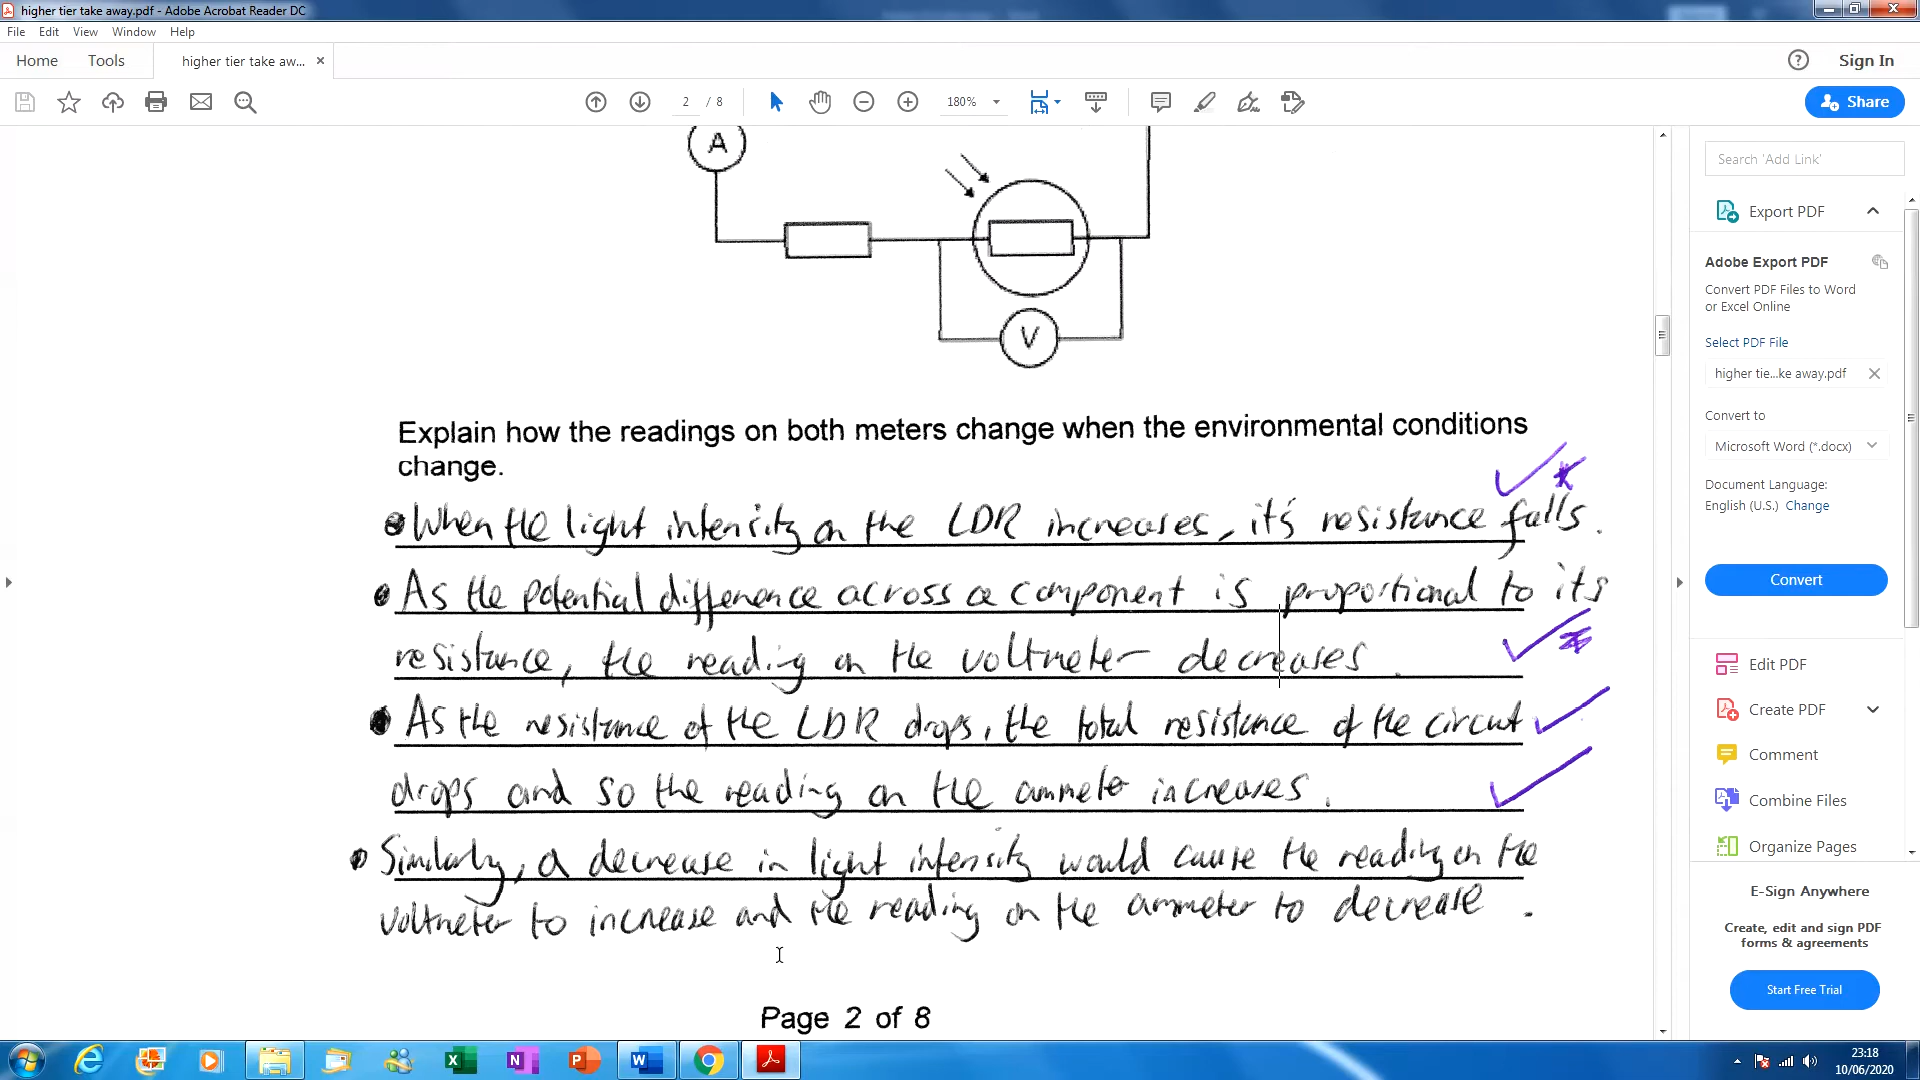 higher tier take away.pdf - Adobe Acrobat Reader DC
File Edit View Window Help
Home Tools higher tier take aw... ×
Sign In
2 / 8 180% Share
A
V
Explain how the readings on both meters change when the environmental conditions
change.
When the light intensity on the LDR increases, it's resistance falls.
As the potential difference across a component is proportional to its
resistance, the reading on the voltmeter decreases.
As the resistance of the LDR drops, the total resistance of the circuit
drops and so the reading on the ammeter increases.
Similarly, a decrease in light intensity would cause the reading on the
voltmeter to increase and the reading on the ammeter to decrease.
Page 2 of 8
Search 'Add Link'
Export PDF
Adobe Export PDF
Convert PDF Files to Word
or Excel Online
Select PDF File
higher tie...ke away.pdf
Convert to
Microsoft Word (*.docx)
Document Language:
English (U.S.) Change
Convert
Edit PDF
Create PDF
Comment
Combine Files
Organize Pages
E-Sign Anywhere
Create, edit and sign PDF
forms & agreements
Start Free Trial
23:18
10/06/2020